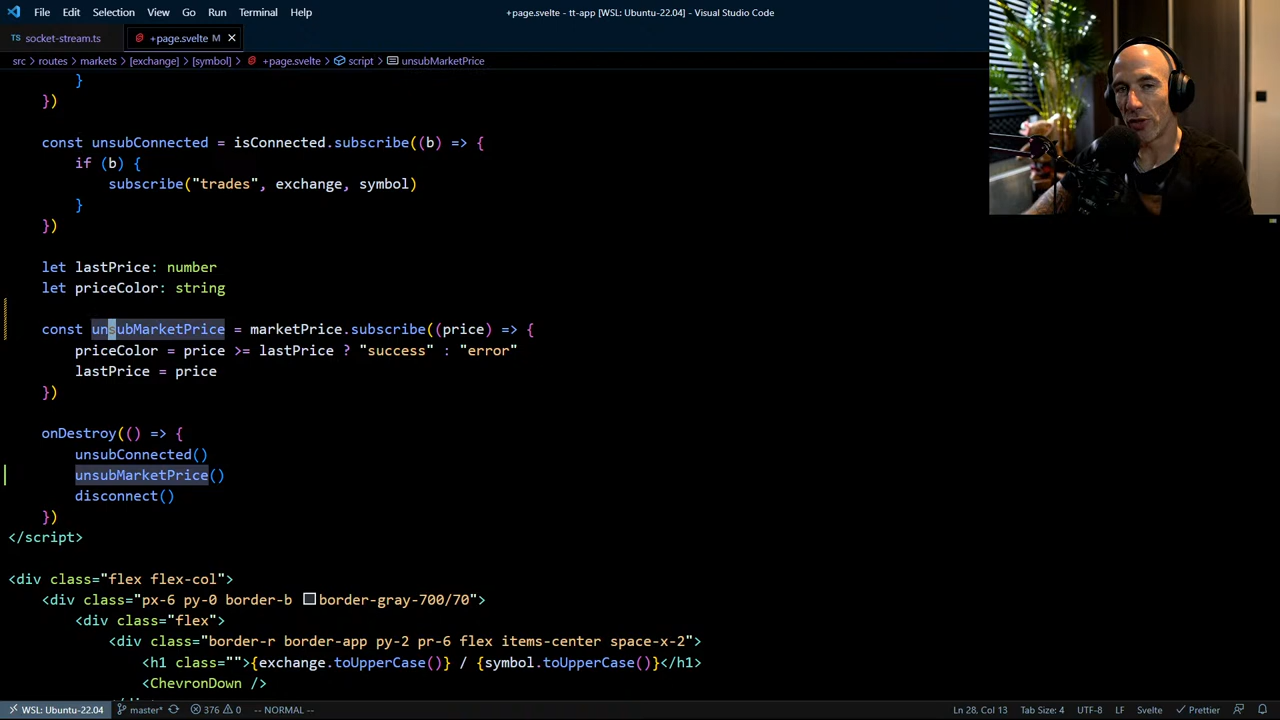 File Edit Selection View Go Run Terminal Help +page.svelte - tt-app [WSL: Ubuntu-22.04] - Visual Studio Code
TS socket-stream.ts +page.svelte M
src > routes > markets > [exchange] > [symbol] > +page.svelte > script > unsubMarketPrice
}
})
const unsubConnected = isConnected.subscribe((b) => {
if (b) {
subscribe("trades", exchange, symbol)
}
})
let lastPrice: number
let priceColor: string
const unsubMarketPrice = marketPrice.subscribe((price) => {
priceColor = price >= lastPrice ? "success" : "error"
lastPrice = price
})
onDestroy(() => {
unsubConnected()
unsubMarketPrice()
disconnect()
})
</script>
<div class="flex flex-col">
<div class="px-6 py-0 border-b border-gray-700/70">
<div class="flex">
<div class="border-r border-app py-2 pr-6 flex items-center space-x-2">
<h1 class="">{exchange.toUpperCase()} / {symbol.toUpperCase()}</h1>
<ChevronDown />
WSL: Ubuntu-22.04 master* 376 0 -- NORMAL -- Ln 28, Col 13 Tab Size: 4 UTF-8 LF Svelte Prettier